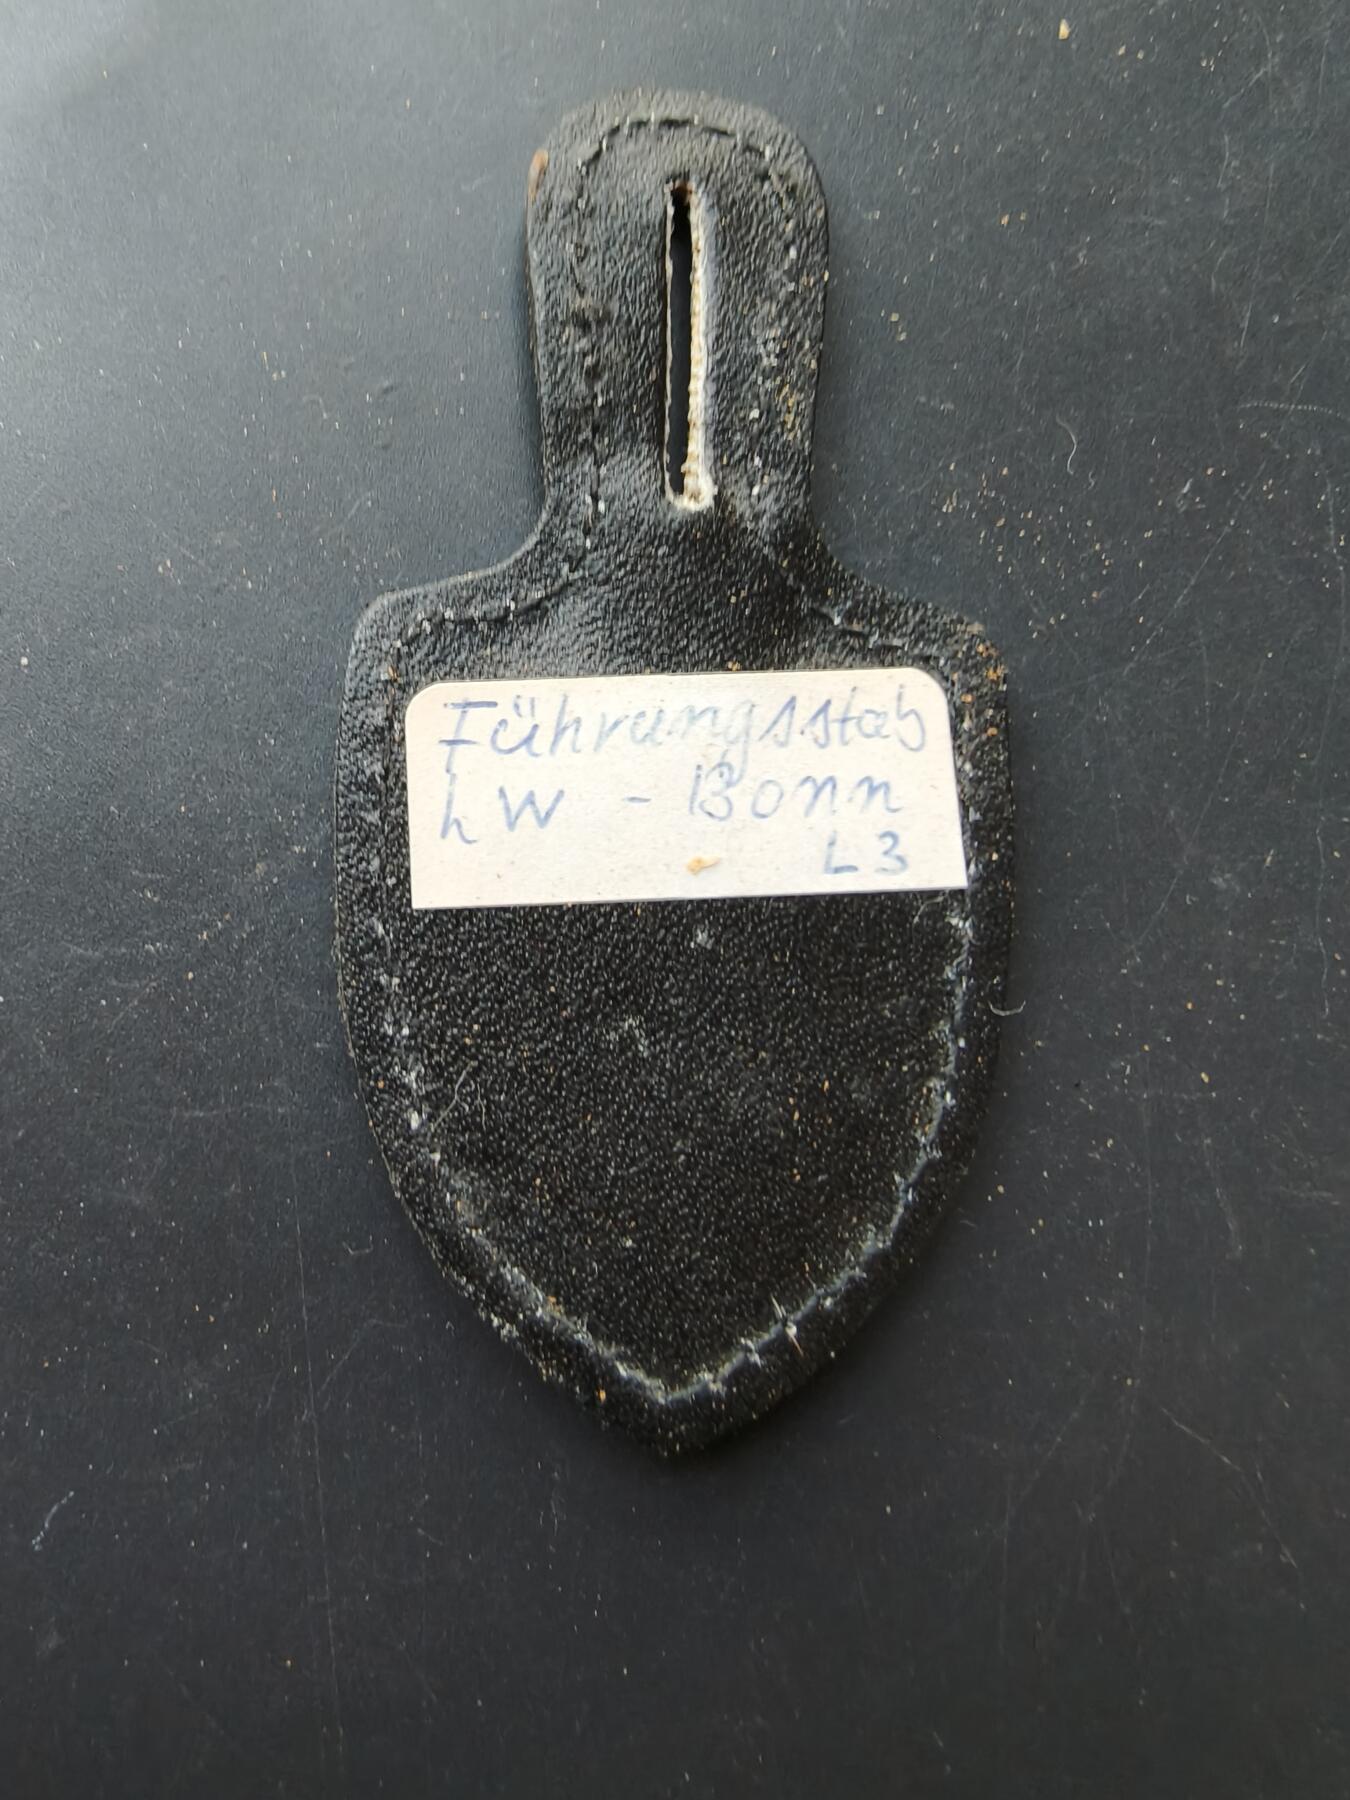 Führungsstab
LW - Bonn
L3